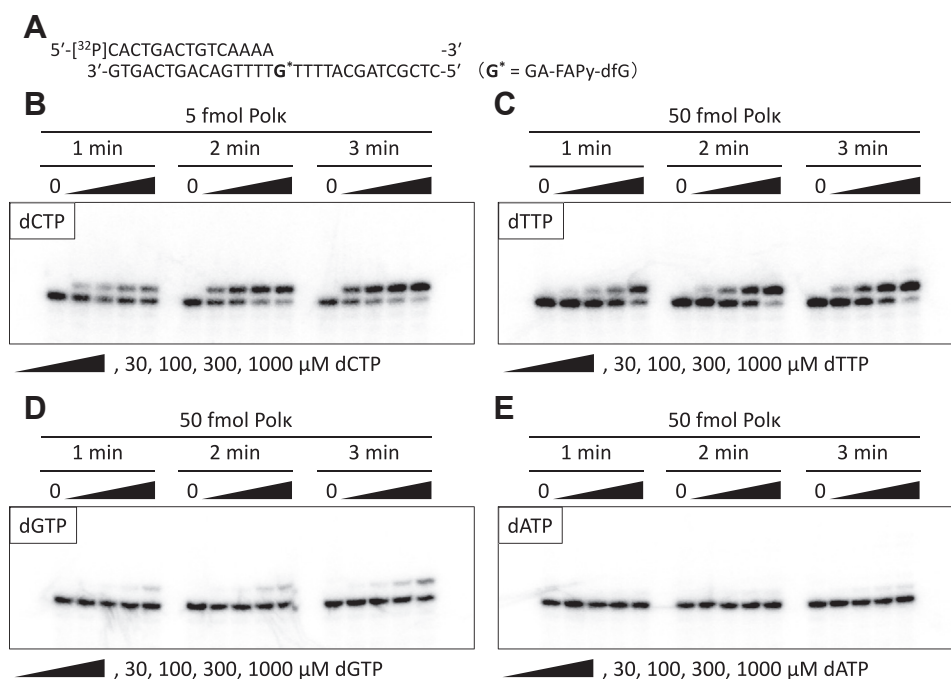 A
5′-[³²P]CACTGACTGTCAAAA -3′
3′-GTGACTGACAGTTTTG*TTTTACGATCGCTC-5′ (G* = GA-FAPy-dfG)
B
5 fmol Polκ
1 min 2 min 3 min
0 0 0
dCTP
, 30, 100, 300, 1000 μM dCTP
C
50 fmol Polκ
1 min 2 min 3 min
0 0 0
dTTP
, 30, 100, 300, 1000 μM dTTP
D
50 fmol Polκ
1 min 2 min 3 min
0 0 0
dGTP
, 30, 100, 300, 1000 μM dGTP
E
50 fmol Polκ
1 min 2 min 3 min
0 0 0
dATP
, 30, 100, 300, 1000 μM dATP